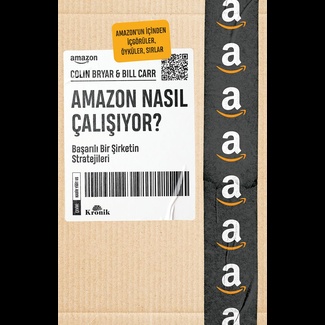 AMAZON'UN İÇİNDEN
İÇGÖRÜLER,
ÖYKÜLER, SIRLAR
amazon
COLIN BRYAR & BILL CARR
AMAZON NASIL
ÇALIŞIYOR?
Başarılı Bir Şirketin
Stratejileri
Kronik
a
a
a
a
a
a
a
a